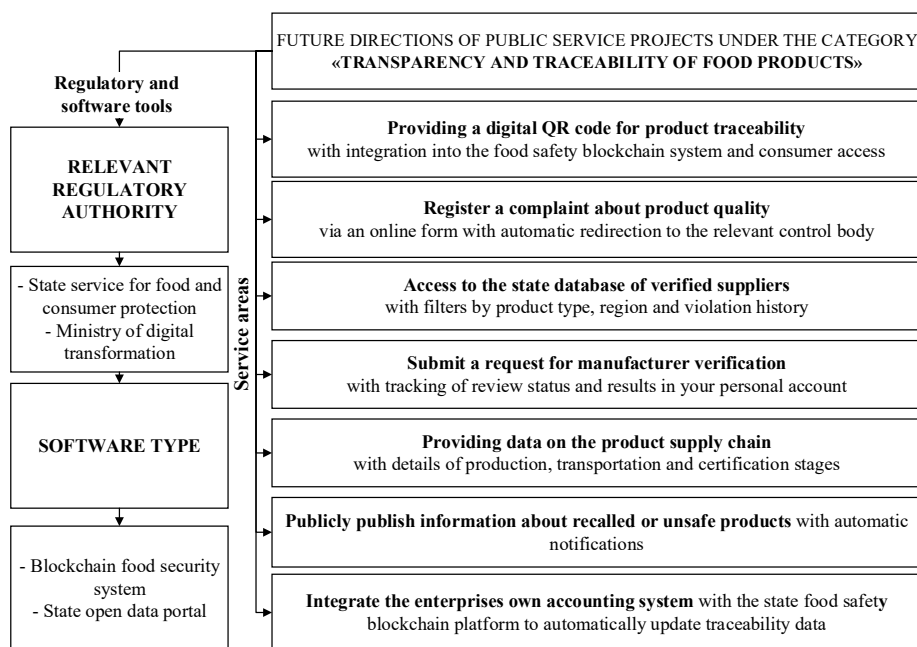 FUTURE DIRECTIONS OF PUBLIC SERVICE PROJECTS UNDER THE CATEGORY
«TRANSPARENCY AND TRACEABILITY OF FOOD PRODUCTS»
Regulatory and
software tools
RELEVANT
REGULATORY
AUTHORITY
- State service for food and
consumer protection
- Ministry of digital
transformation
SOFTWARE TYPE
- Blockchain food security
system
- State open data portal
Service areas
Providing a digital QR code for product traceability
with integration into the food safety blockchain system and consumer access
Register a complaint about product quality
via an online form with automatic redirection to the relevant control body
Access to the state database of verified suppliers
with filters by product type, region and violation history
Submit a request for manufacturer verification
with tracking of review status and results in your personal account
Providing data on the product supply chain
with details of production, transportation and certification stages
Publicly publish information about recalled or unsafe products with automatic
notifications
Integrate the enterprises own accounting system with the state food safety
blockchain platform to automatically update traceability data